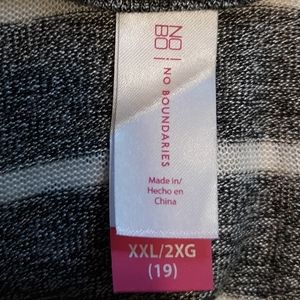 NO
BO
NO BOUNDARIES
Made in/
Hecho en
China
XXL/2XG
(19)